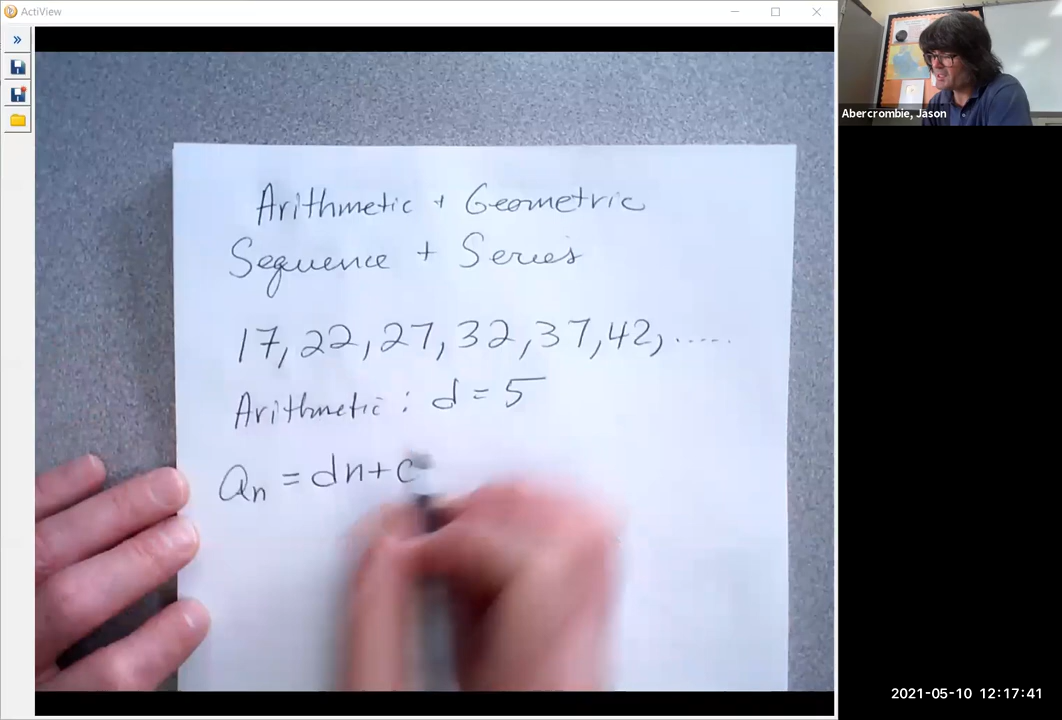 ActiView
Abercrombie, Jason
Arithmetic + Geometric
Sequence + Series
17, 22, 27, 32, 37, 42, .....
Arithmetic : d = 5
an = dn+c
2021-05-10 12:17:41